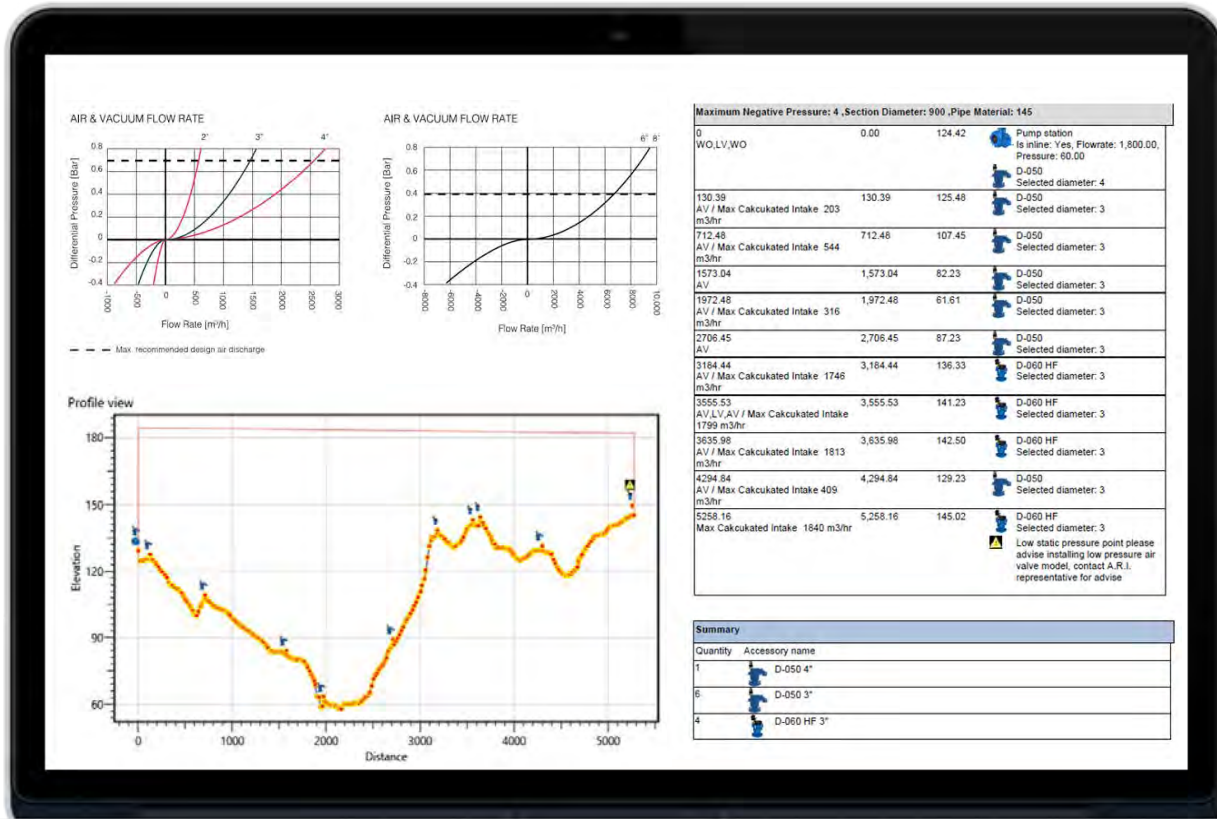 AIR & VACUUM FLOW RATE
2" 3" 4"
Differential Pressure [Bar]
0.8
0.6
0.4
0.2
0
-0.2
-0.4
-1000 -500 0 500 1000 1500 2000 2500 3000
Flow Rate [m³/h]
Max. recommended design air discharge
AIR & VACUUM FLOW RATE
6" 8"
Differential Pressure [Bar]
0.8
0.6
0.4
0.2
0
-0.2
-0.4
-8000 -6000 -4000 -2000 0 2000 4000 6000 8000 10.000
Flow Rate [m³/h]
Profile view
Elevation
180
150
120
90
60
0 1000 2000 3000 4000 5000
Distance
Maximum Negative Pressure: 4 ,Section Diameter: 900 ,Pipe Material: 145
0 0.00 124.42 Pump station
WO,LV,WO Is inline: Yes, Flowrate: 1,800.00,
Pressure: 60.00
D-050
Selected diameter: 4
130.39 130.39 125.48 D-050
AV / Max Cakcukated Intake 203 Selected diameter: 3
m3/hr
712.48 712.48 107.45 D-050
AV / Max Cakcukated Intake 544 Selected diameter: 3
m3/hr
1573.04 1,573.04 82.23 D-050
AV Selected diameter: 3
1972.48 1,972.48 61.61 D-050
AV / Max Cakcukated Intake 316 Selected diameter: 3
m3/hr
2706.45 2,706.45 87.23 D-050
AV Selected diameter: 3
3184.44 3,184.44 136.33 D-060 HF
AV / Max Cakcukated Intake 1746 Selected diameter: 3
m3/hr
3555.53 3,555.53 141.23 D-060 HF
AV,LV,AV / Max Cakcukated Intake Selected diameter: 3
1799 m3/hr
3635.98 3,635.98 142.50 D-060 HF
AV / Max Cakcukated Intake 1813 Selected diameter: 3
m3/hr
4294.84 4,294.84 129.23 D-050
AV / Max Cakcukated Intake 409 Selected diameter: 3
m3/hr
5258.16 5,258.16 145.02 D-060 HF
Max Cakcukated Intake 1840 m3/hr Selected diameter: 3
Low static pressure point please
advise installing low pressure air
valve model, contact A.R.I.
representative for advise
Summary
Quantity Accessory name
1 D-050 4"
6 D-050 3"
4 D-060 HF 3"